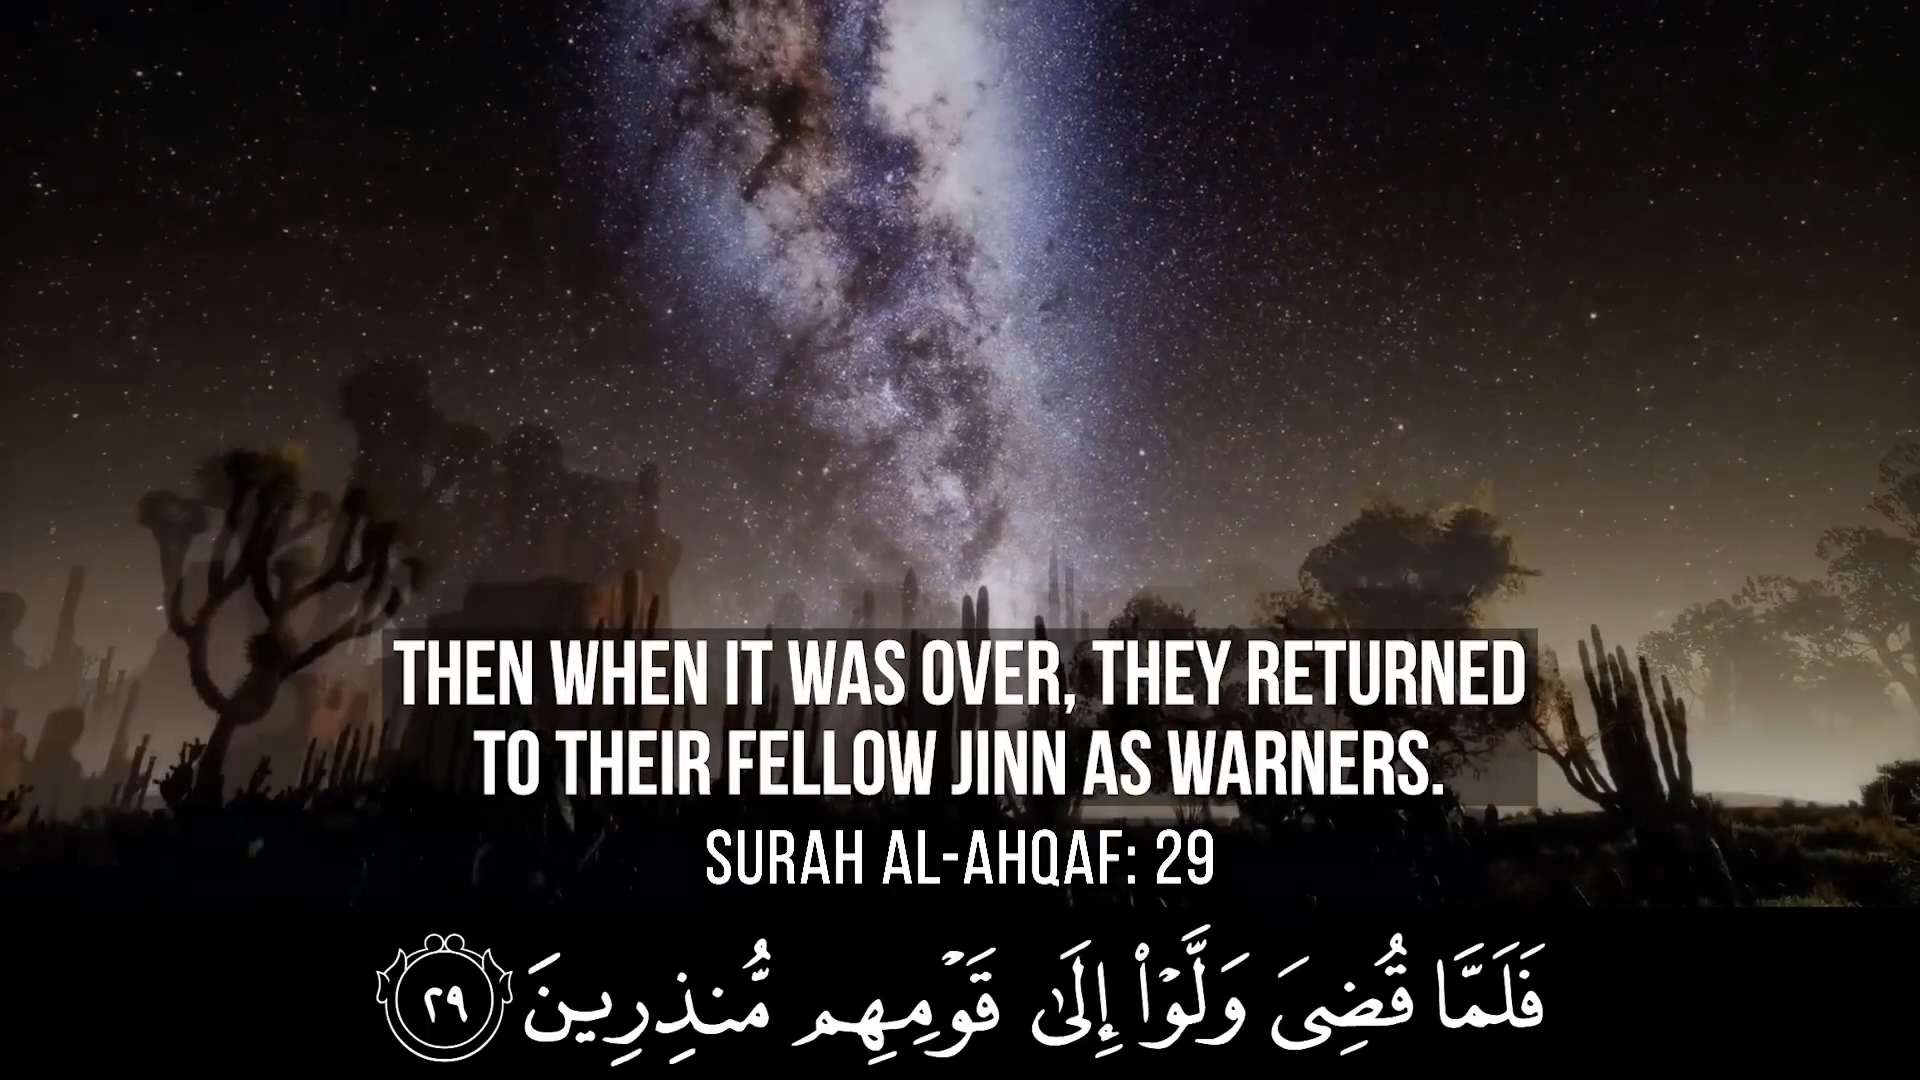 THEN WHEN IT WAS OVER, THEY RETURNED
TO THEIR FELLOW JINN AS WARNERS.
SURAH AL-AHQAF: 29
فَلَمَّا قُضِىَ وَلَّوْا۟ إِلَىٰ قَوْمِهِم مُّنذِرِينَ ٢٩